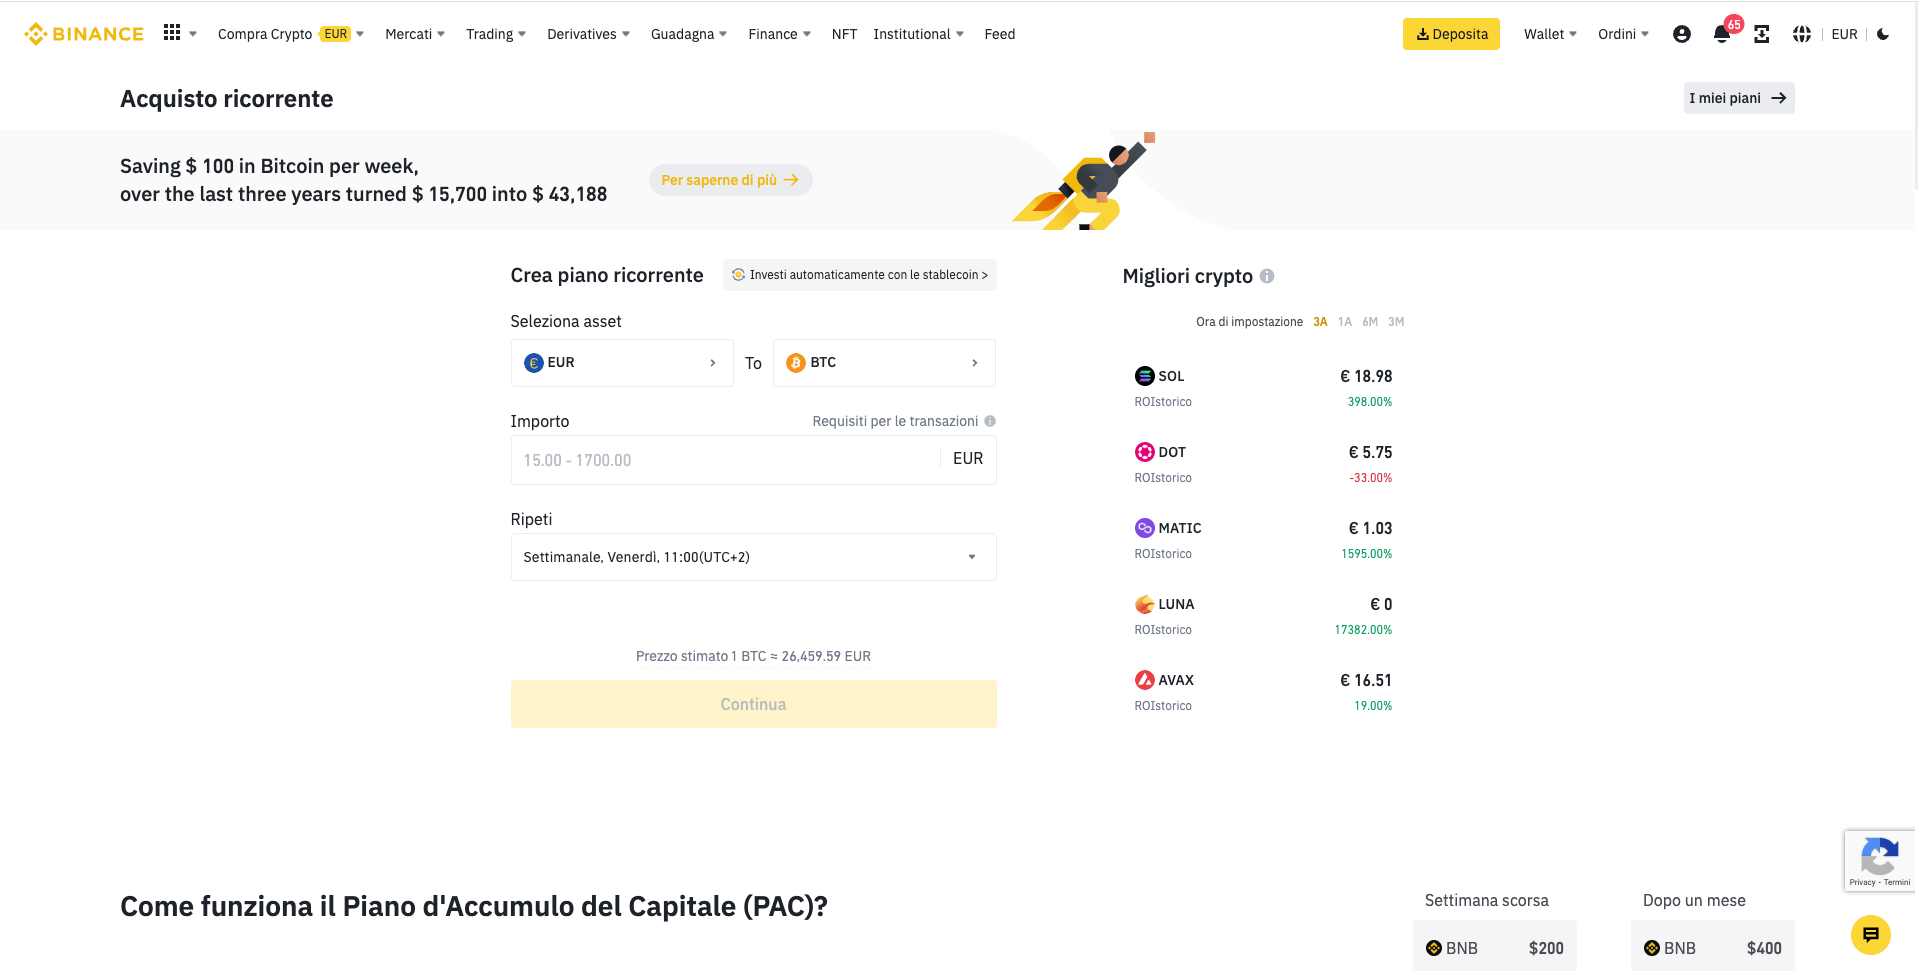 BINANCE
Compra Crypto EUR
Mercati
Trading
Derivatives
Guadagna
Finance
NFT
Institutional
Feed
Deposita
Wallet
Ordini
65
EUR
Acquisto ricorrente
I miei piani
Saving $ 100 in Bitcoin per week,
over the last three years turned $ 15,700 into $ 43,188
Per saperne di più
Crea piano ricorrente
Investi automaticamente con le stablecoin >
Seleziona asset
EUR
To
BTC
Importo
Requisiti per le transazioni
15.00 - 1700.00
EUR
Ripeti
Settimanale, Venerdì, 11:00(UTC+2)
Prezzo stimato 1 BTC ≈ 26,459.59 EUR
Continua
Migliori crypto
Ora di impostazione 3A 1A 6M 3M
SOL € 18.98
ROIstorico 398.00%
DOT € 5.75
ROIstorico -33.00%
MATIC € 1.03
ROIstorico 1595.00%
LUNA € 0
ROIstorico 17382.00%
AVAX € 16.51
ROIstorico 19.00%
Privacy - Termini
Come funziona il Piano d'Accumulo del Capitale (PAC)?
Settimana scorsa
BNB $200
Dopo un mese
BNB $400